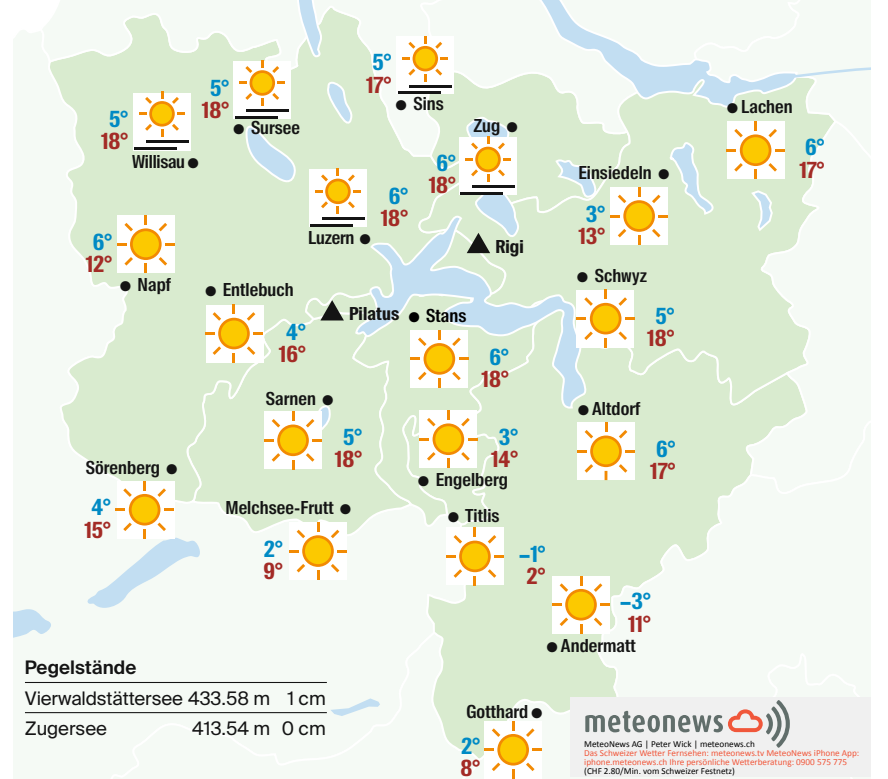 5°
17°
Sins
5°
18°
Sursee
5°
18°
Willisau
Zug
6°
18°
Lachen
6°
17°
Einsiedeln
3°
13°
6°
18°
Luzern
Rigi
6°
12°
Napf
Entlebuch
4°
16°
Pilatus
Stans
6°
18°
Schwyz
5°
18°
Sarnen
5°
18°
3°
14°
Engelberg
Altdorf
6°
17°
Sörenberg
4°
15°
Melchsee-Frutt
2°
9°
Titlis
–1°
2°
–3°
11°
Andermatt
Gotthard
2°
8°
Pegelstände
Vierwaldstättersee 433.58 m 1 cm
Zugersee 413.54 m 0 cm
meteonews
MeteoNews AG | Peter Wick | meteonews.ch
Das Schweizer Wetter Fernsehen: meteonews.tv MeteoNews iPhone App:
iphone.meteonews.ch Ihre persönliche Wetterberatung: 0900 575 775
(CHF 2.80/Min. vom Schweizer Festnetz)